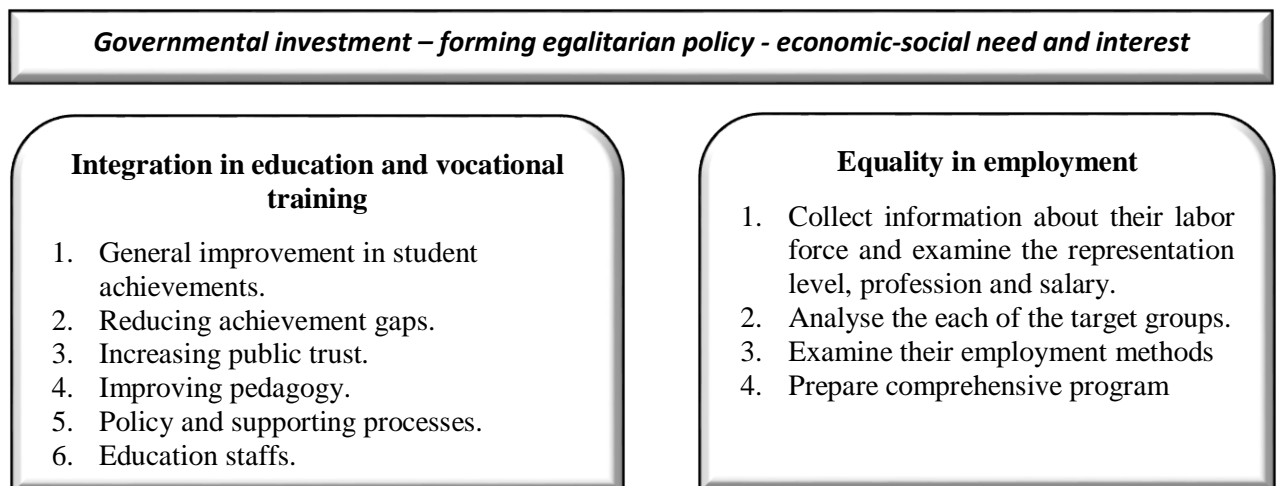 Governmental investment – forming egalitarian policy - economic-social need and interest
Integration in education and vocational
training
1. General improvement in student
achievements.
2. Reducing achievement gaps.
3. Increasing public trust.
4. Improving pedagogy.
5. Policy and supporting processes.
6. Education staffs.
Equality in employment
1. Collect information about their labor
force and examine the representation
level, profession and salary.
2. Analyse the each of the target groups.
3. Examine their employment methods
4. Prepare comprehensive program